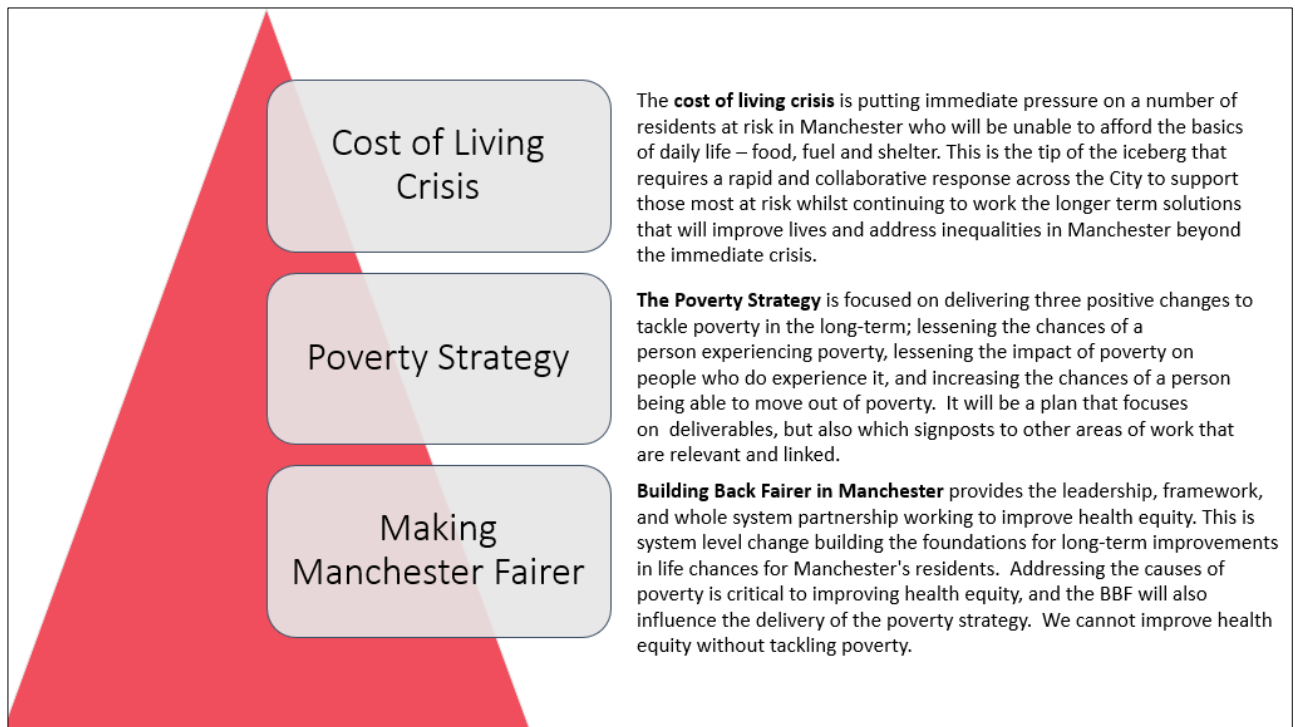 Cost of Living
Crisis
The cost of living crisis is putting immediate pressure on a number of
residents at risk in Manchester who will be unable to afford the basics
of daily life – food, fuel and shelter. This is the tip of the iceberg that
requires a rapid and collaborative response across the City to support
those most at risk whilst continuing to work the longer term solutions
that will improve lives and address inequalities in Manchester beyond
the immediate crisis.
Poverty Strategy
The Poverty Strategy is focused on delivering three positive changes to
tackle poverty in the long-term; lessening the chances of a
person experiencing poverty, lessening the impact of poverty on
people who do experience it, and increasing the chances of a person
being able to move out of poverty.  It will be a plan that focuses
on  deliverables, but also which signposts to other areas of work that
are relevant and linked.
Making
Manchester Fairer
Building Back Fairer in Manchester provides the leadership, framework,
and whole system partnership working to improve health equity. This is
system level change building the foundations for long-term improvements
in life chances for Manchester's residents.  Addressing the causes of
poverty is critical to improving health equity, and the BBF will also
influence the delivery of the poverty strategy.  We cannot improve health
equity without tackling poverty.